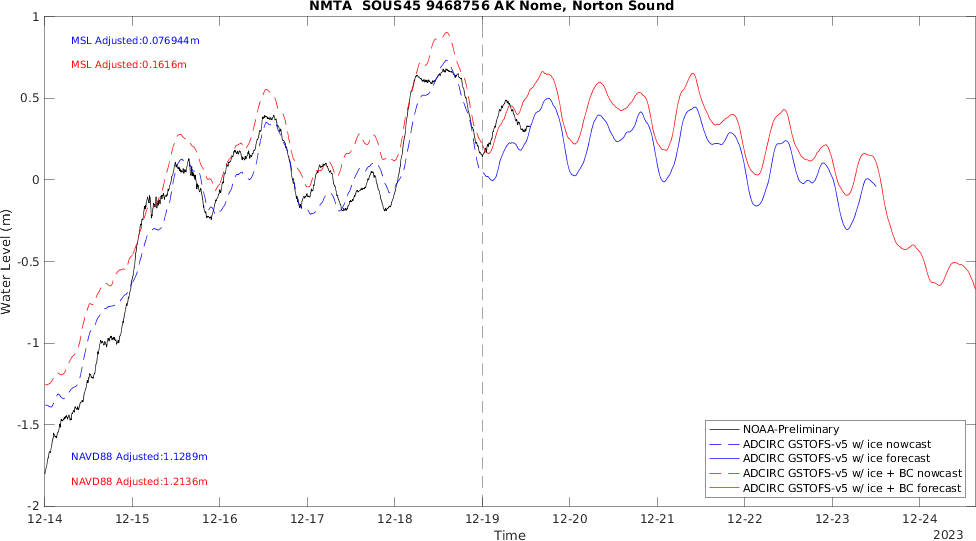 NMTA SOUS45 9468756 AK Nome, Norton Sound
MSL Adjusted:0.076944m
MSL Adjusted:0.1616m
1
0.5
0
-0.5
-1
-1.5
-2
Water Level (m)
NAVD88 Adjusted:1.1289m
NAVD88 Adjusted:1.2136m
NOAA-Preliminary
ADCIRC GSTOFS-v5 w/ ice nowcast
ADCIRC GSTOFS-v5 w/ ice forecast
ADCIRC GSTOFS-v5 w/ ice + BC nowcast
ADCIRC GSTOFS-v5 w/ ice + BC forecast
12-14 12-15 12-16 12-17 12-18 12-19 12-20 12-21 12-22 12-23 12-24
Time
2023